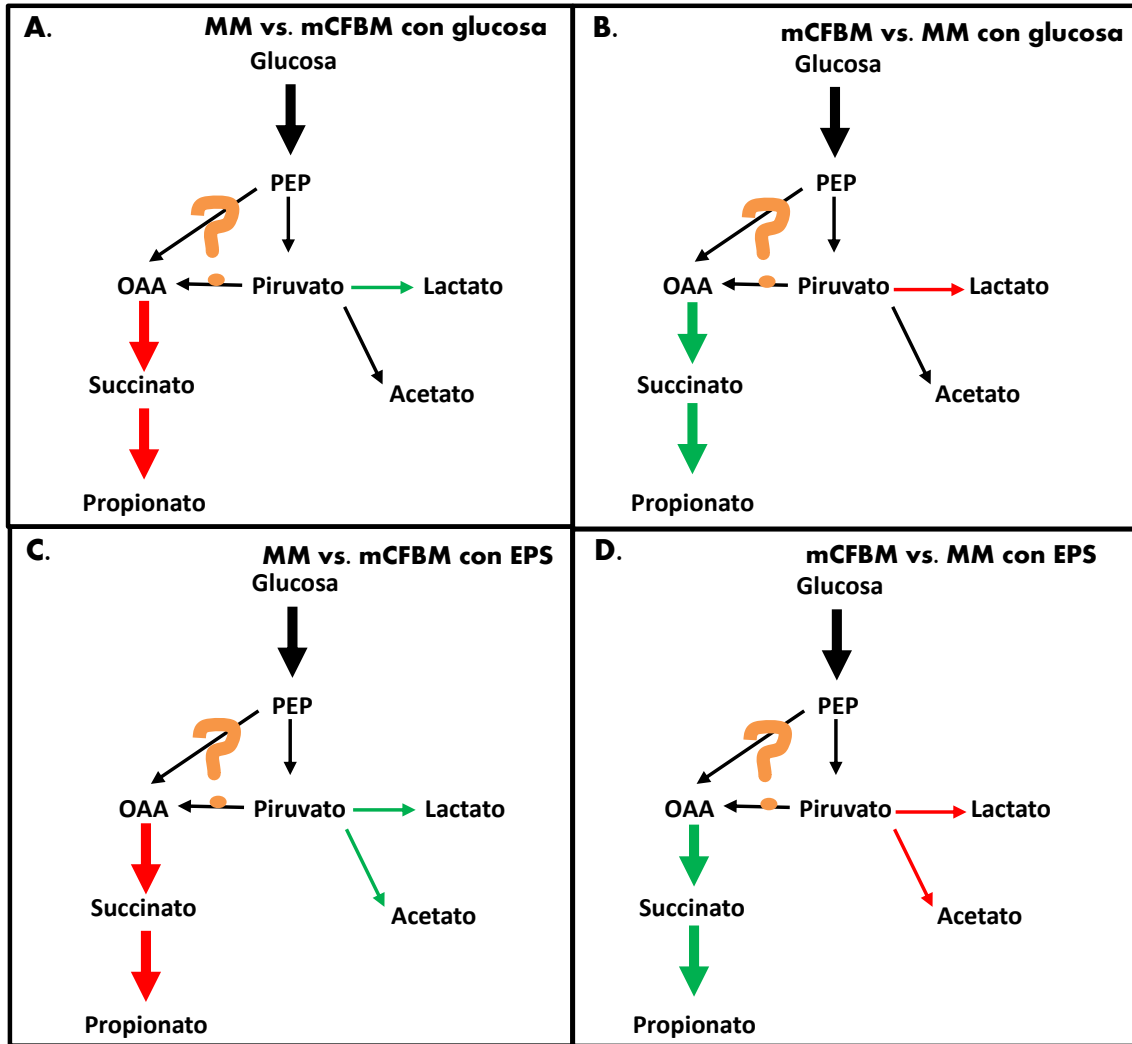 A.
MM vs. mCFBM con glucosa
Glucosa
PEP
?
OAA
Piruvato
Lactato
Succinato
Acetato
Propionato
B.
mCFBM vs. MM con glucosa
Glucosa
PEP
?
OAA
Piruvato
Lactato
Succinato
Acetato
Propionato
C.
MM vs. mCFBM con EPS
Glucosa
PEP
?
OAA
Piruvato
Lactato
Succinato
Acetato
Propionato
D.
mCFBM vs. MM con EPS
Glucosa
PEP
?
OAA
Piruvato
Lactato
Succinato
Acetato
Propionato